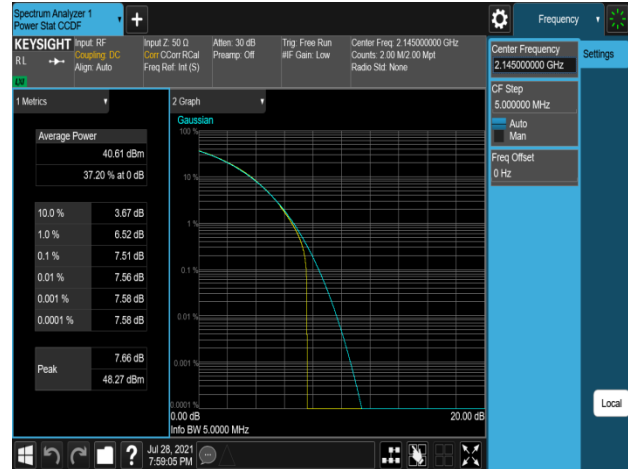 Spectrum Analyzer 1
Power Stat CCDF
Frequency
KEYSIGHT
RL
LXI
Input: RF
Coupling: DC
Align: Auto
Input Z: 50 Ω
Corr CCorr RCal
Freq Ref: Int (S)
Atten: 30 dB
Preamp: Off
Trig: Free Run
#IF Gain: Low
Center Freq: 2.145000000 GHz
Counts: 2.00 M/2.00 Mpt
Radio Std: None
Center Frequency
2.145000000 GHz
Settings
CF Step
5.000000 MHz
Auto
Man
Freq Offset
0 Hz
1 Metrics
Average Power
40.61 dBm
37.20 % at 0 dB
10.0 % 3.67 dB
1.0 % 6.52 dB
0.1 % 7.51 dB
0.01 % 7.56 dB
0.001 % 7.58 dB
0.0001 % 7.58 dB
Peak
7.66 dB
48.27 dBm
2 Graph
Gaussian
100 %
10 %
1 %
0.1 %
0.01 %
0.001 %
0.0001 %
0.00 dB
20.00 dB
Info BW 5.0000 MHz
Local
?
Jul 28, 2021
7:59:05 PM